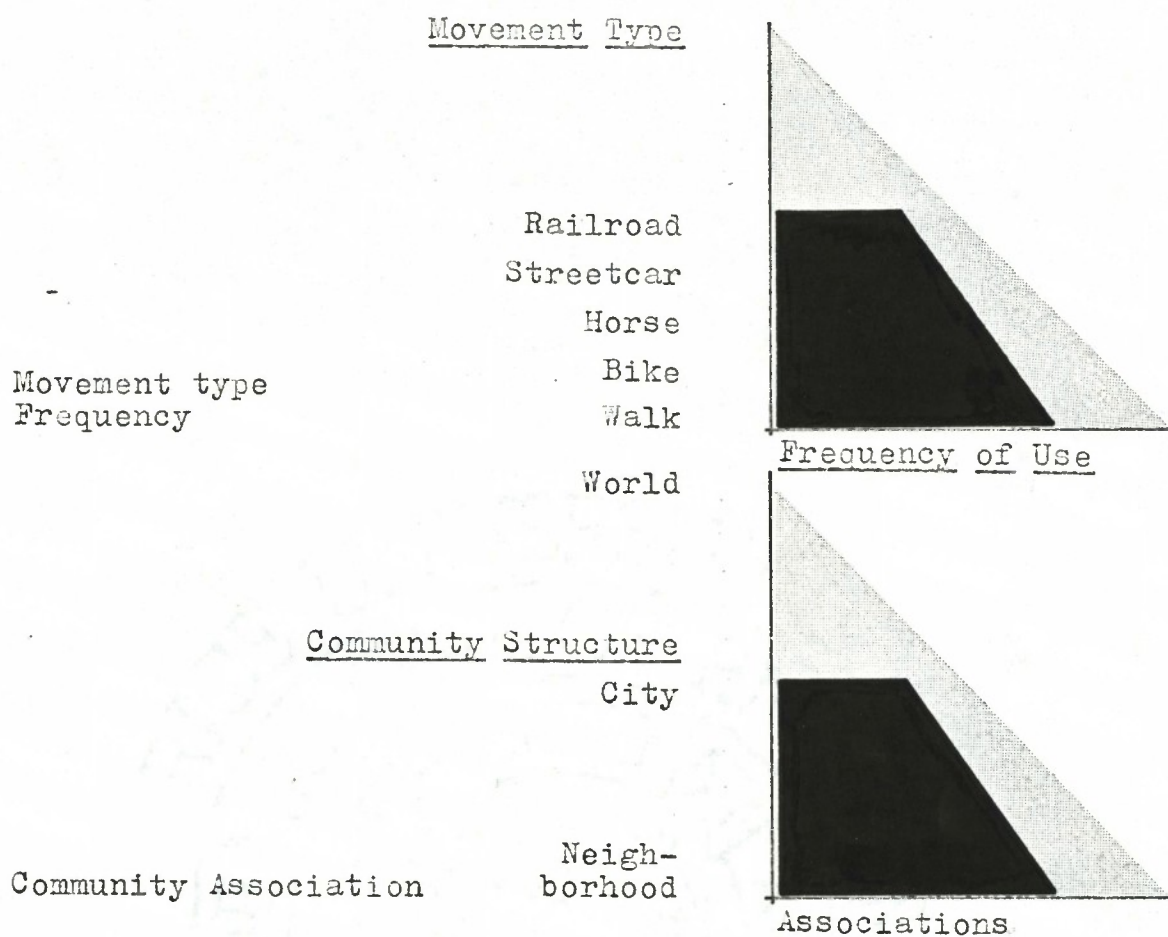 Movement Type
Railroad
Streetcar
Horse
Bike
Movement type
Frequency
Walk
Frequency of Use
World
Community Structure
City
Neigh-
borhood
Community Association
Associations